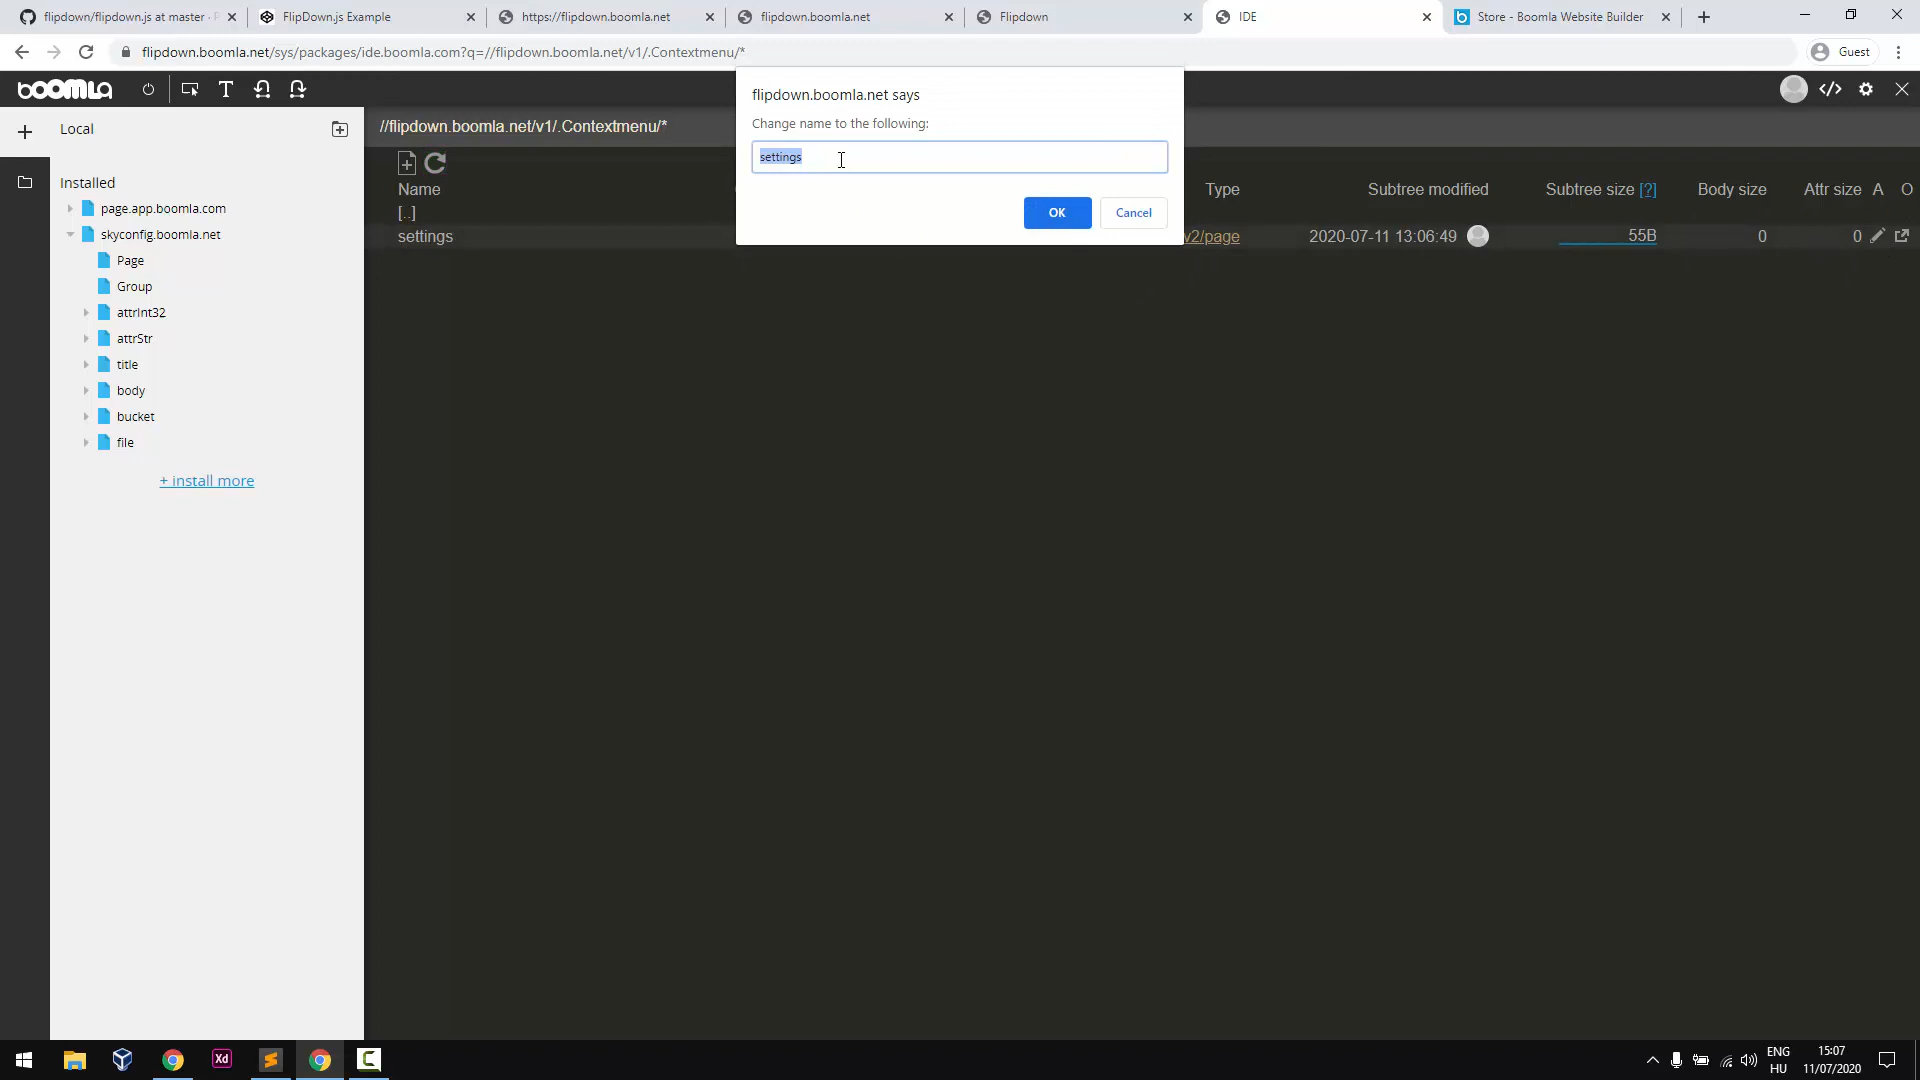 flipdown/flipdown.js at master ·
FlipDown.js Example
https://flipdown.boomla.net
flipdown.boomla.net
Flipdown
IDE
Store - Boomla Website Builder
flipdown.boomla.net/sys/packages/ide.boomla.com?q=//flipdown.boomla.net/v1/.Contextmenu/*
Guest
boomla
flipdown.boomla.net says
Change name to the following:
settings
OK
Cancel
Local
//flipdown.boomla.net/v1/.Contextmenu/*
Name
Type
Subtree modified
Subtree size [?]
Body size
Attr size
A
O
[..]
settings
v2/page
2020-07-11 13:06:49
55B
0
0
Installed
page.app.boomla.com
skyconfig.boomla.net
Page
Group
attrInt32
attrStr
title
body
bucket
file
+ install more
Xd
ENG
HU
15:07
11/07/2020